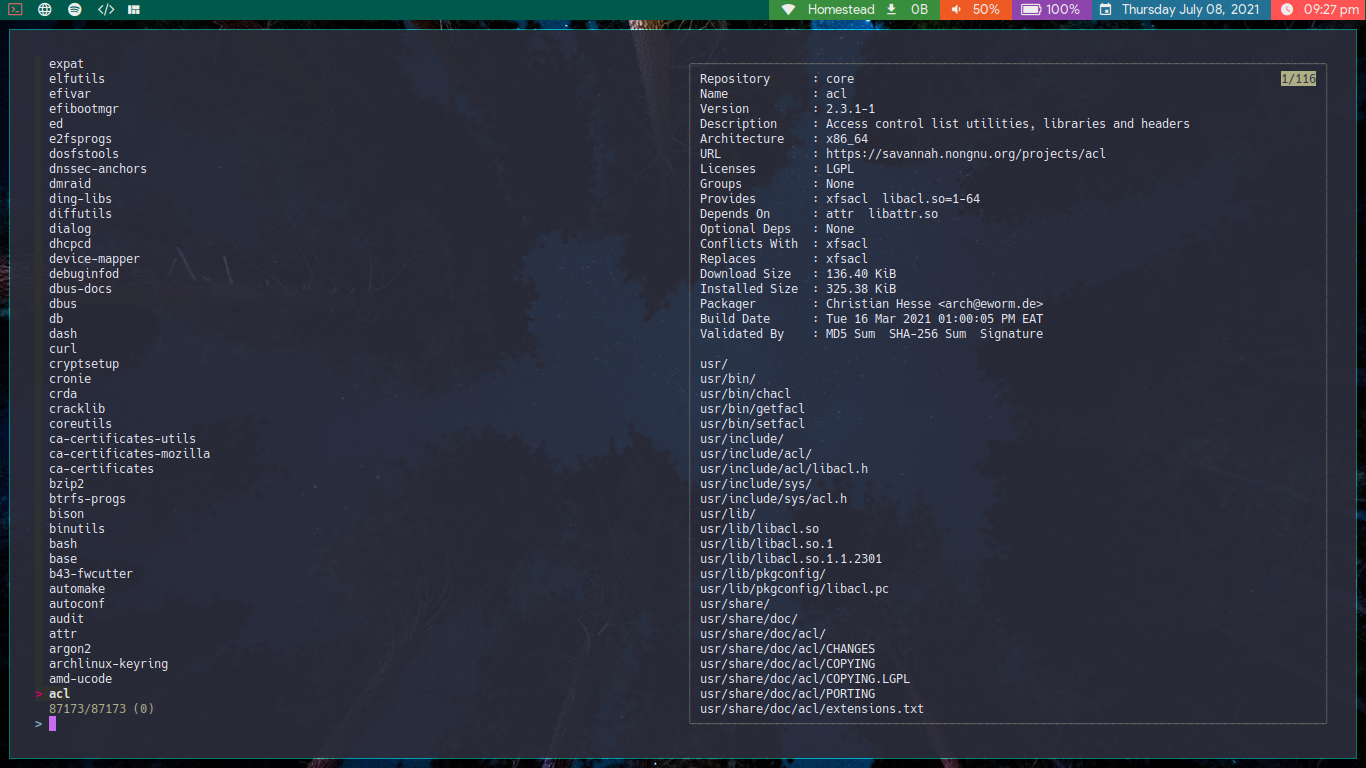 Homestead 0B 50% 100% Thursday July 08, 2021 09:27 pm
expat
elfutils
efivar
efibootmgr
ed
e2fsprogs
dosfstools
dnssec-anchors
dmraid
ding-libs
diffutils
dialog
dhcpcd
device-mapper
debuginfod
dbus-docs
dbus
db
dash
curl
cryptsetup
cronie
crda
cracklib
coreutils
ca-certificates-utils
ca-certificates-mozilla
ca-certificates
bzip2
btrfs-progs
bison
binutils
bash
base
b43-fwcutter
automake
autoconf
audit
attr
argon2
archlinux-keyring
amd-ucode
> acl
87173/87173 (0)
>
Repository : core 1/116
Name : acl
Version : 2.3.1-1
Description : Access control list utilities, libraries and headers
Architecture : x86_64
URL : https://savannah.nongnu.org/projects/acl
Licenses : LGPL
Groups : None
Provides : xfsacl libacl.so=1-64
Depends On : attr libattr.so
Optional Deps : None
Conflicts With : xfsacl
Replaces : xfsacl
Download Size : 136.40 KiB
Installed Size : 325.38 KiB
Packager : Christian Hesse <arch@eworm.de>
Build Date : Tue 16 Mar 2021 01:00:05 PM EAT
Validated By : MD5 Sum SHA-256 Sum Signature
usr/
usr/bin/
usr/bin/chacl
usr/bin/getfacl
usr/bin/setfacl
usr/include/
usr/include/acl/
usr/include/acl/libacl.h
usr/include/sys/
usr/include/sys/acl.h
usr/lib/
usr/lib/libacl.so
usr/lib/libacl.so.1
usr/lib/libacl.so.1.1.2301
usr/lib/pkgconfig/
usr/lib/pkgconfig/libacl.pc
usr/share/
usr/share/doc/
usr/share/doc/acl/
usr/share/doc/acl/CHANGES
usr/share/doc/acl/COPYING
usr/share/doc/acl/COPYING.LGPL
usr/share/doc/acl/PORTING
usr/share/doc/acl/extensions.txt